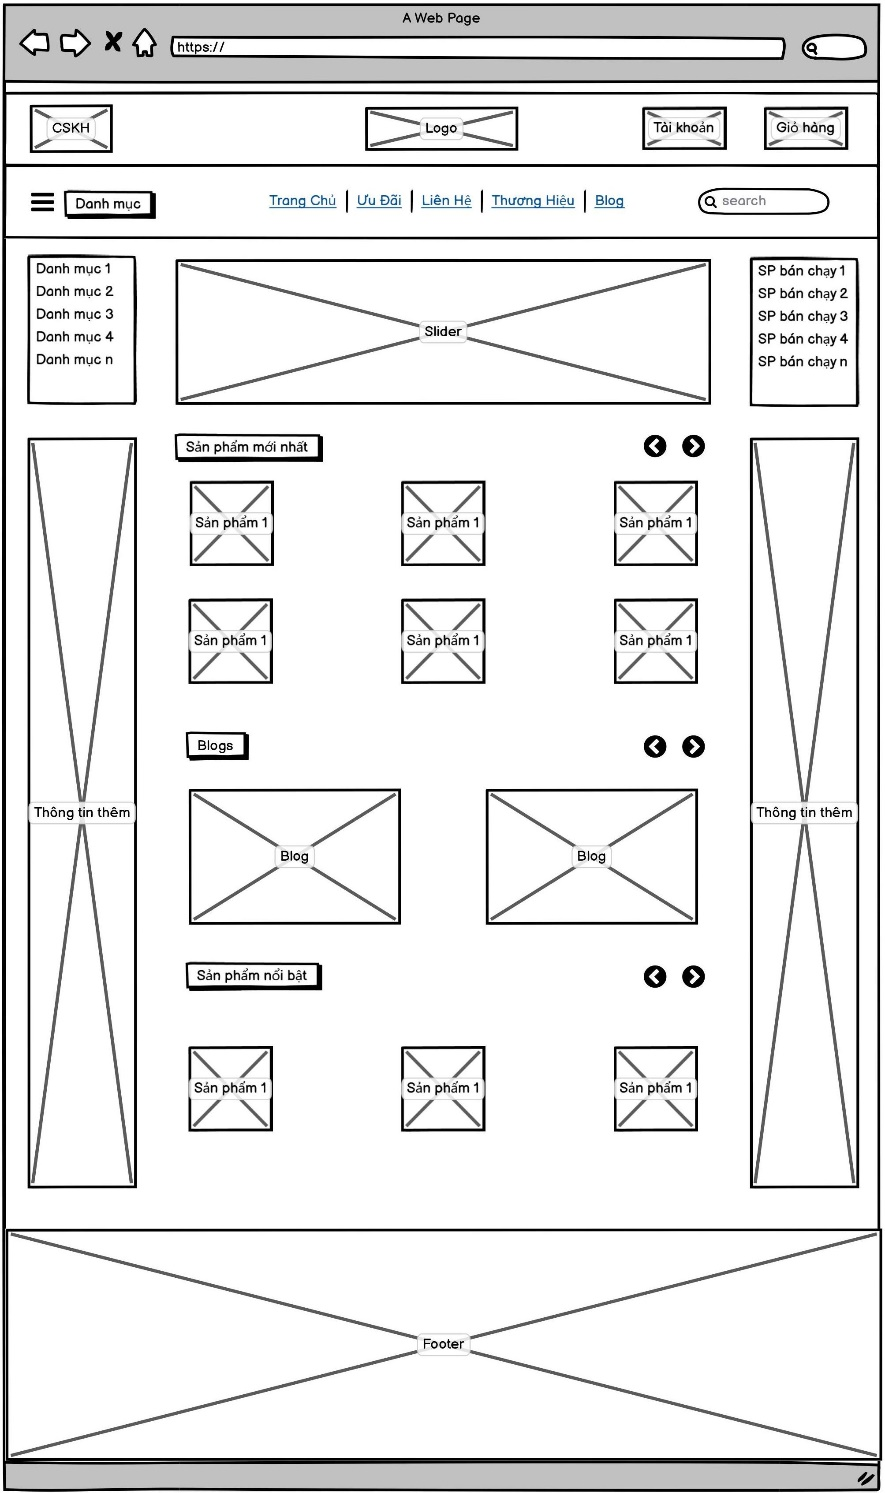 A Web Page
https://
CSKH
Logo
Tài khoản
Giỏ hàng
Danh mục
Trang Chủ | Ưu Đãi | Liên Hệ | Thương Hiệu | Blog
search
Danh mục 1
Danh mục 2
Danh mục 3
Danh mục 4
Danh mục n
Slider
SP bán chạy 1
SP bán chạy 2
SP bán chạy 3
SP bán chạy 4
SP bán chạy n
Sản phẩm mới nhất
Sản phẩm 1
Sản phẩm 1
Sản phẩm 1
Sản phẩm 1
Sản phẩm 1
Sản phẩm 1
Blogs
Thông tin thêm
Thông tin thêm
Blog
Blog
Sản phẩm nổi bật
Sản phẩm 1
Sản phẩm 1
Sản phẩm 1
Footer